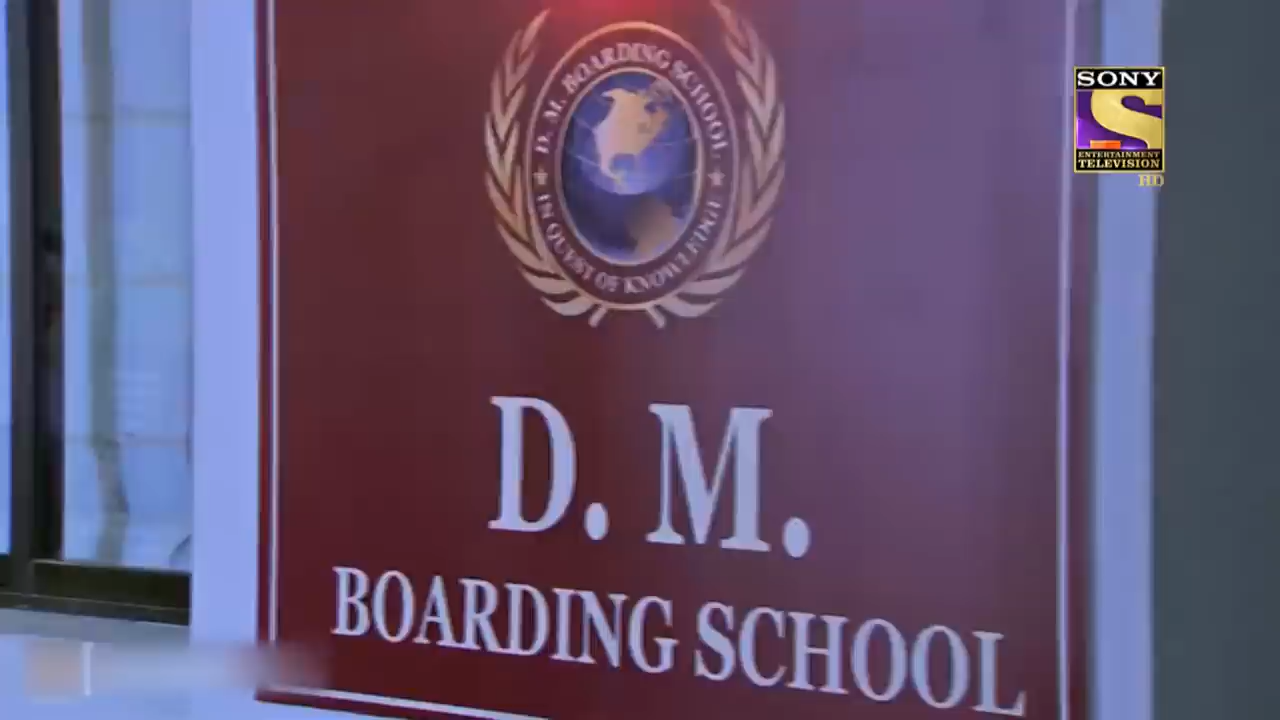 D. M. BOARDING SCHOOL
IN QUEST OF KNOWLEDGE
SONY
ENTERTAINMENT
TELEVISION
HD
D. M.
BOARDING SCHOOL